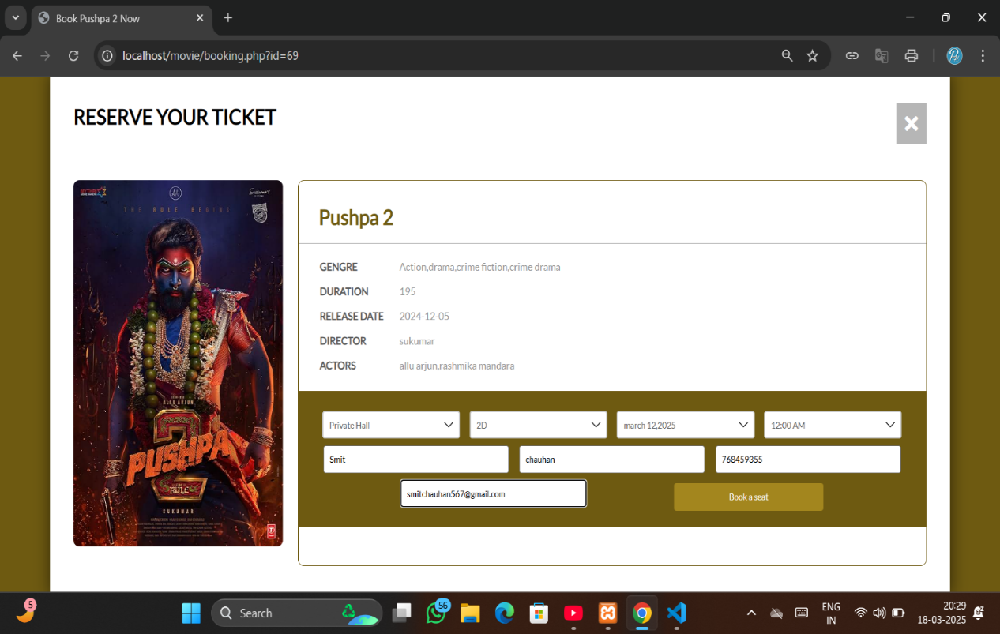 Book Pushpa 2 Now
localhost/movie/booking.php?id=69
RESERVE YOUR TICKET
THE RULE BEGINS
ALLU ARJUN
2
PUSHPA
THE RULE
SUKUMAR
Pushpa 2
GENGRE Action,drama,crime fiction,crime drama
DURATION 195
RELEASE DATE 2024-12-05
DIRECTOR sukumar
ACTORS allu arjun,rashmika mandara
Private Hall 2D march 12,2025 12:00 AM
Smit chauhan 768459355
smitchauhan567@gmail.com Book a seat
5 Search 56 ENG 20:29
IN 18-03-2025